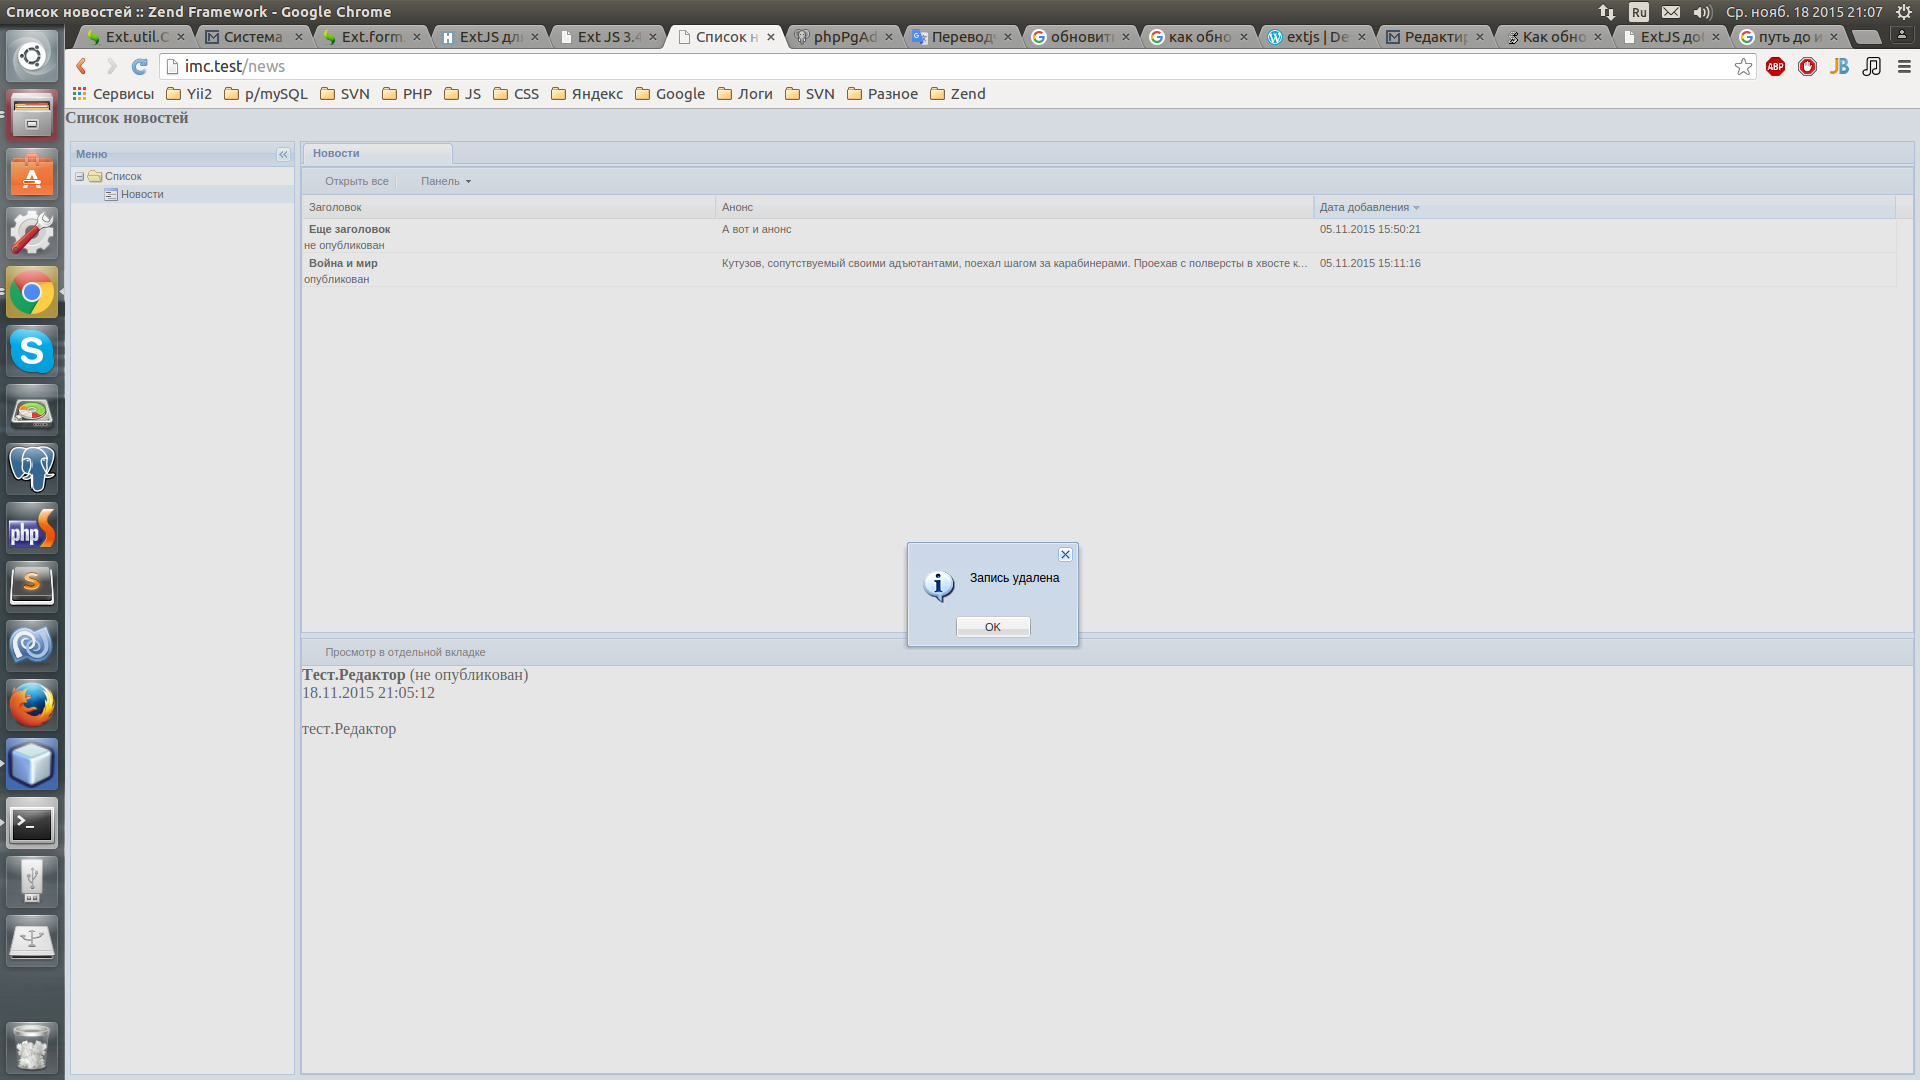 Список новостей :: Zend Framework - Google Chrome
Ru
Ср. нояб. 18 2015 21:07
Ext.util.C
Система
Ext.form.
ExtJS дл
Ext JS 3.4
Список н
phpPgAd
Перевод
обновит
как обно
extjs | De
Редактир
Как обно
ExtJS доб
путь до и
imc.test/news
ABP
JB
Сервисы
Yii2
p/mySQL
SVN
PHP
JS
CSS
Яндекс
Google
Логи
SVN
Разное
Zend
Список новостей
Меню
Список
Новости
Новости
Открыть все
Панель
Заголовок
Анонс
Дата добавления
Еще заголовок
А вот и анонс
05.11.2015 15:50:21
не опубликован
Война и мир
Кутузов, сопутствуемый своими адъютантами, поехал шагом за карабинерами. Проехав с полверсты в хвосте к...
05.11.2015 15:11:16
опубликован
Запись удалена
OK
Просмотр в отдельной вкладке
Тест.Редактор (не опубликован)
18.11.2015 21:05:12
тест.Редактор
php